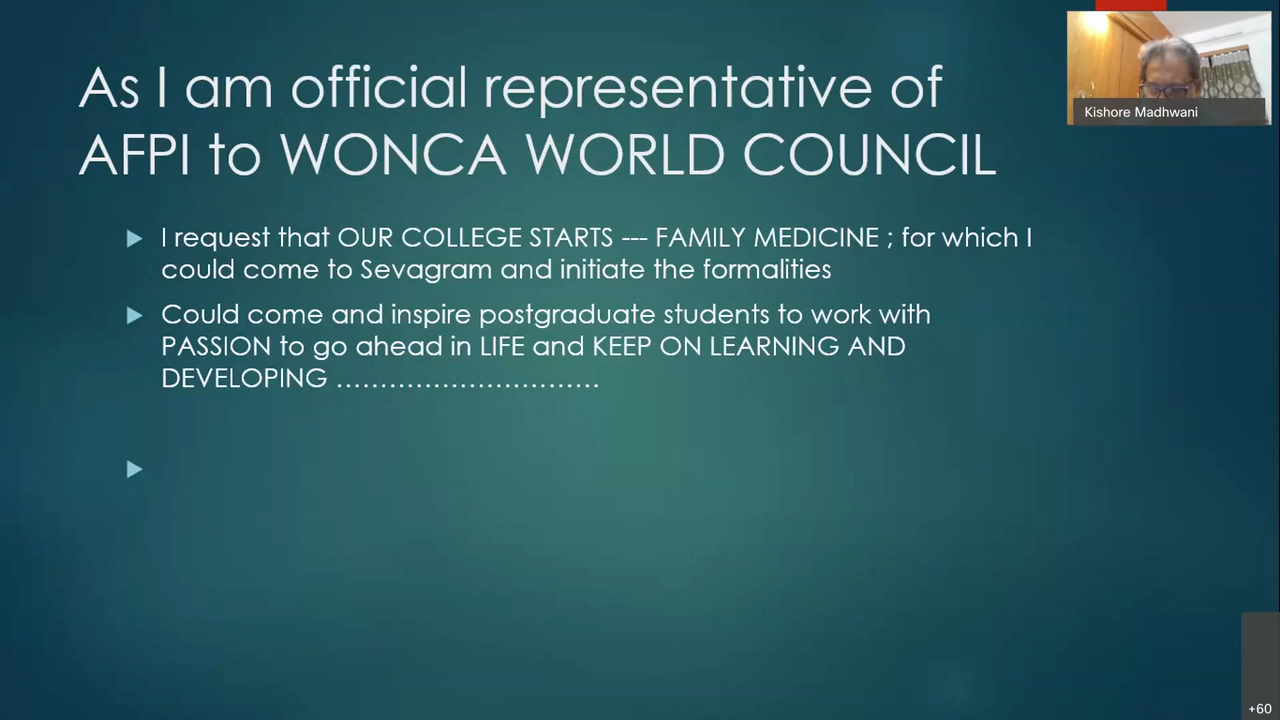 As I am official representative of
AFPI to WONCA WORLD COUNCIL
Kishore Madhwani
I request that OUR COLLEGE STARTS --- FAMILY MEDICINE ; for which I
could come to Sevagram and initiate the formalities
Could come and inspire postgraduate students to work with
PASSION to go ahead in LIFE and KEEP ON LEARNING AND
DEVELOPING ................................
+60